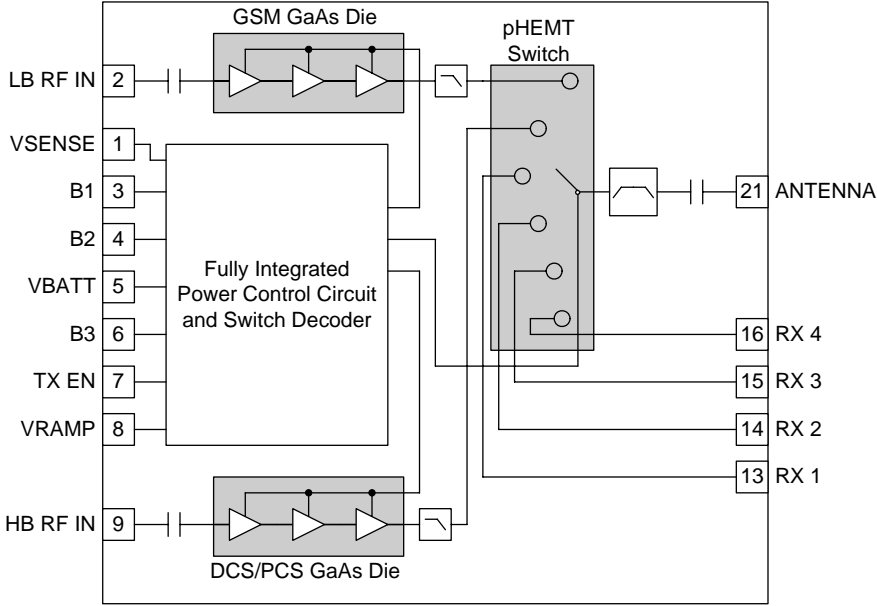 GSM GaAs Die
pHEMT
Switch
LB RF IN 2
VSENSE 1
B1 3
B2 4
VBATT 5
B3 6
TX EN 7
VRAMP 8
HB RF IN 9
Fully Integrated
Power Control Circuit
and Switch Decoder
21 ANTENNA
16 RX 4
15 RX 3
14 RX 2
13 RX 1
DCS/PCS GaAs Die